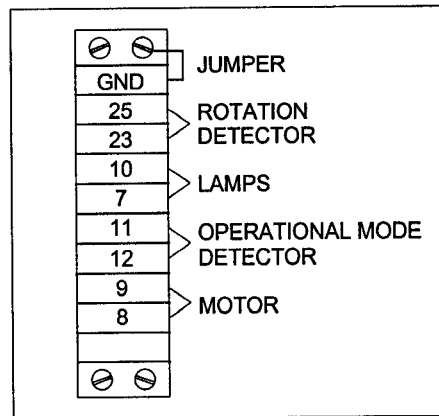 JUMPER
GND
25
ROTATION
DETECTOR
23
10
LAMPS
7
11
OPERATIONAL MODE
DETECTOR
12
9
MOTOR
8